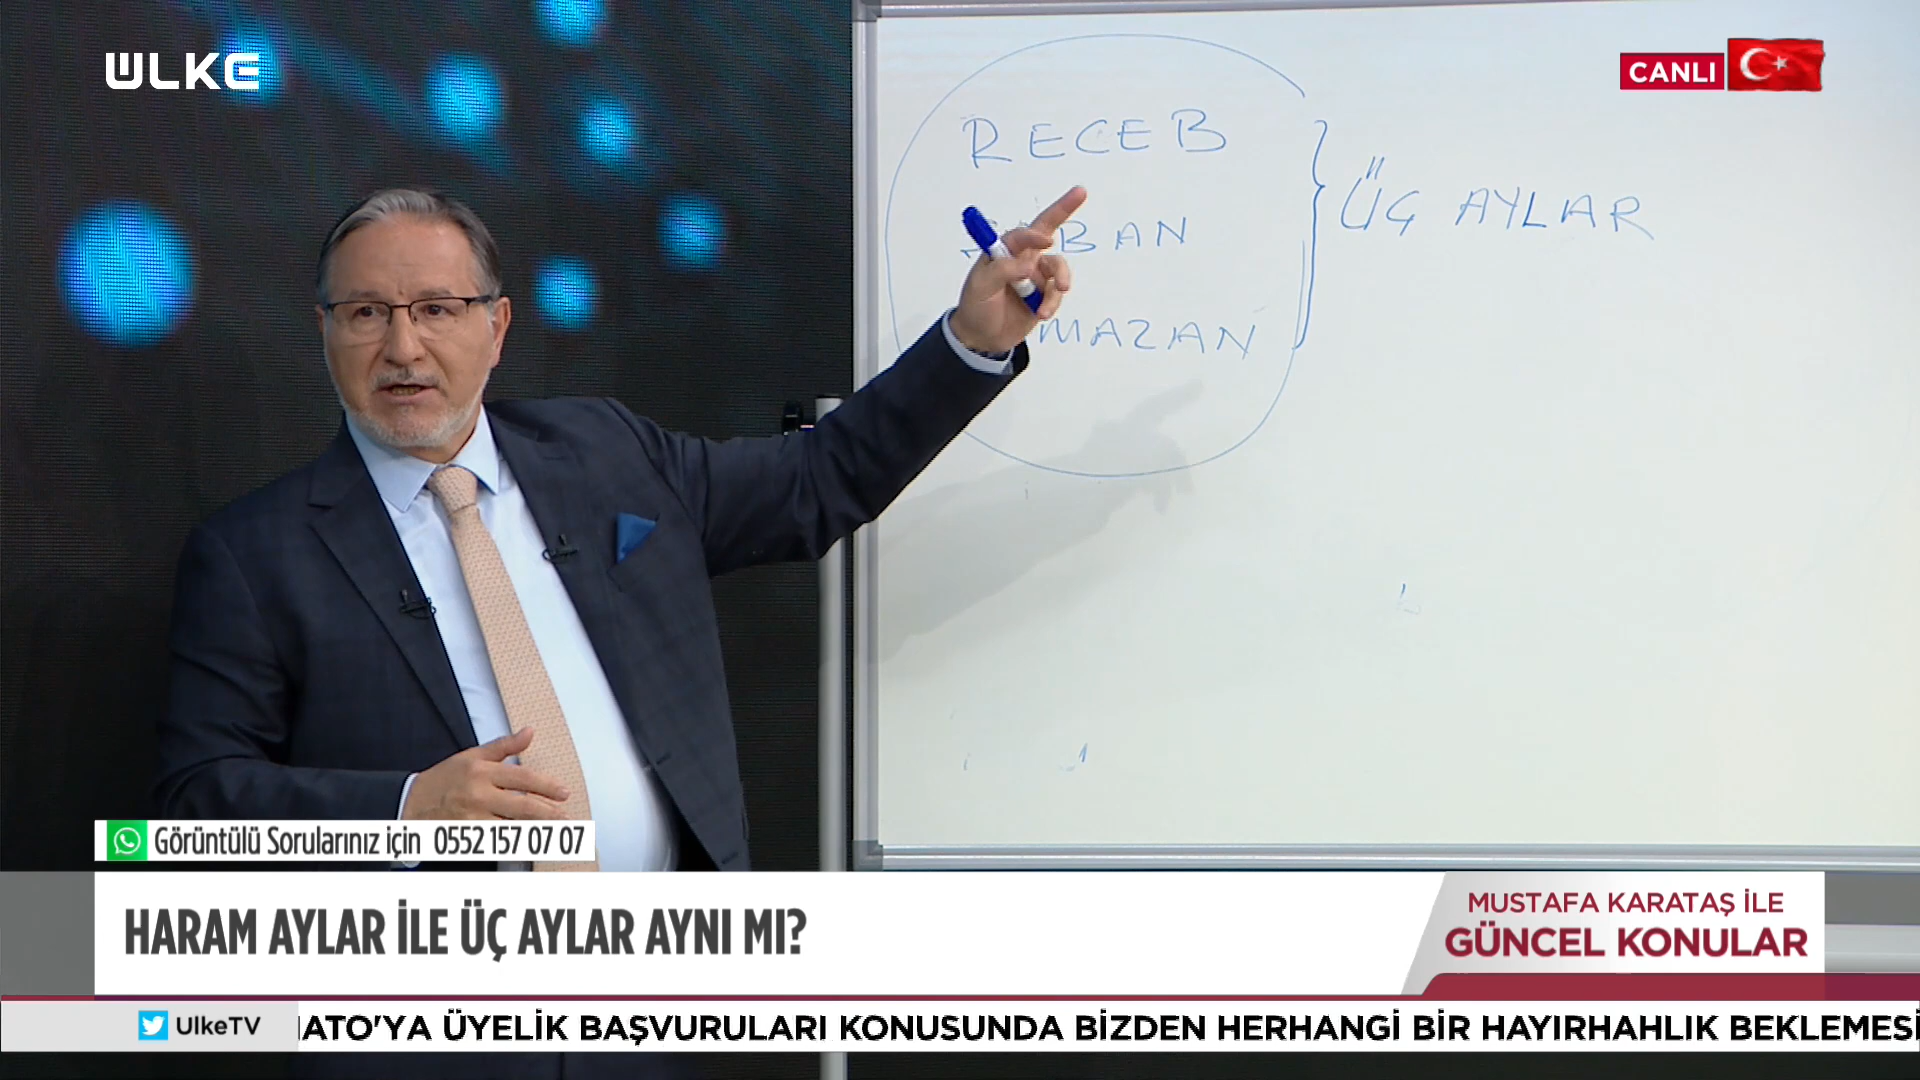 ULKE
CANLI
RECEB
BAN
MAZAN
ÜÇ AYLAR
Görüntülü Sorularınız için 0552 157 07 07
HARAM AYLAR İLE ÜÇ AYLAR AYNI MI?
MUSTAFA KARATAŞ İLE
GÜNCEL KONULAR
UlkeTV
ATO'YA ÜYELİK BAŞVURULARI KONUSUNDA BİZDEN HERHANGİ BİR HAYIRHAHLIK BEKLEMESİ